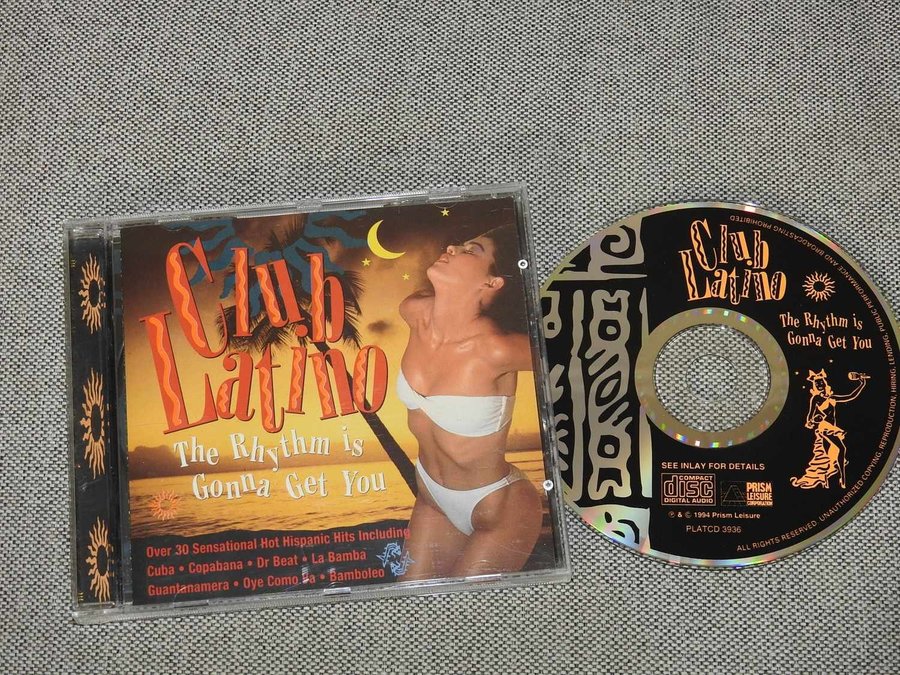 Club
Latino
The Rhythm is
Gonna Get You
Over 30 Sensational Hot Hispanic Hits Including
Cuba • Copabana • Dr Beat • La Bamba
Guantanamera • Oye Como Va • Bamboleo
Club
Latino
The Rhythm is
Gonna Get You
SEE INLAY FOR DETAILS
COMPACT
disc
DIGITAL AUDIO
PRISM
LEISURE
CORPORATION
℗ & © 1994 Prism Leisure
PLATCD 3936
ALL RIGHTS RESERVED UNAUTHORIZED COPYING, REPRODUCTION, HIRING, LENDING, PUBLIC PERFORMANCE AND BROADCASTING PROHIBITED